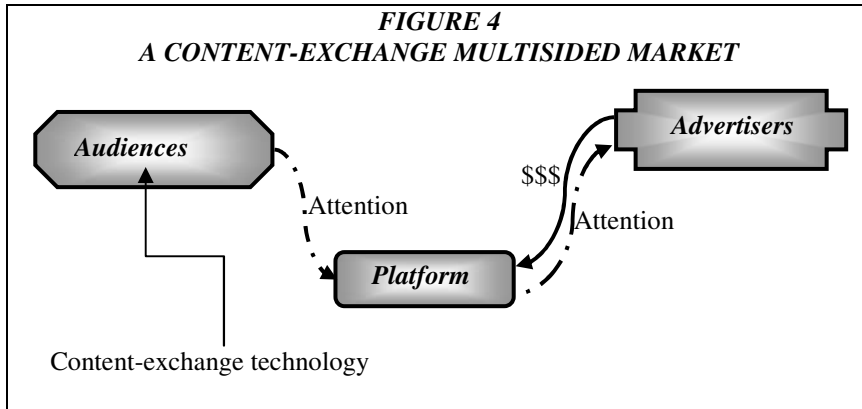 FIGURE 4
A CONTENT-EXCHANGE MULTISIDED MARKET
Audiences
Advertisers
$$$
Attention
Attention
Platform
Content-exchange technology